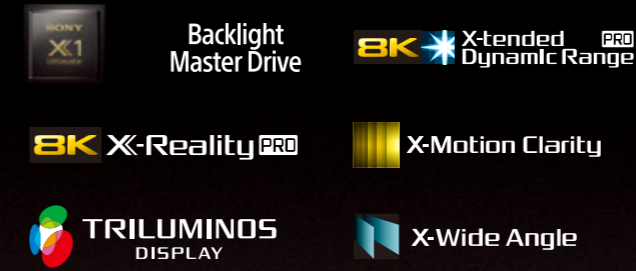 SONY
X1
Ultimate
Backlight
Master Drive
8K X-tended PRO
Dynamic Range
8K X-Reality PRO
X-Motion Clarity
TRILUMINOS
DISPLAY
X-Wide Angle